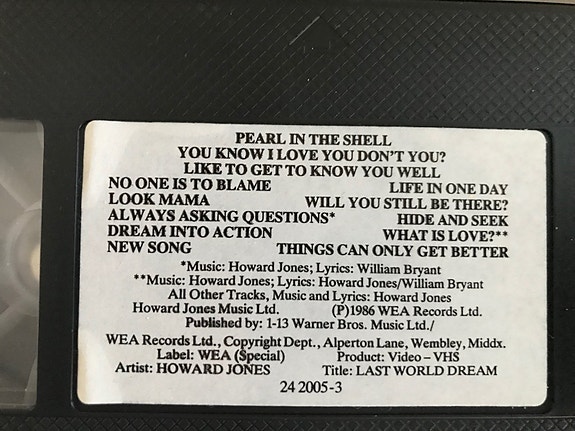 PEARL IN THE SHELL
YOU KNOW I LOVE YOU DON'T YOU?
LIKE TO GET TO KNOW YOU WELL
NO ONE IS TO BLAME LIFE IN ONE DAY
LOOK MAMA WILL YOU STILL BE THERE?
ALWAYS ASKING QUESTIONS* HIDE AND SEEK
DREAM INTO ACTION WHAT IS LOVE?**
NEW SONG THINGS CAN ONLY GET BETTER
*Music: Howard Jones; Lyrics: William Bryant
**Music: Howard Jones; Lyrics: Howard Jones/William Bryant
All Other Tracks, Music and Lyrics: Howard Jones
Howard Jones Music Ltd. (P)1986 WEA Records Ltd.
Published by: 1-13 Warner Bros. Music Ltd./
WEA Records Ltd., Copyright Dept., Alperton Lane, Wembley, Middx.
Label: WEA (Special) Product: Video – VHS
Artist: HOWARD JONES Title: LAST WORLD DREAM
24 2005-3